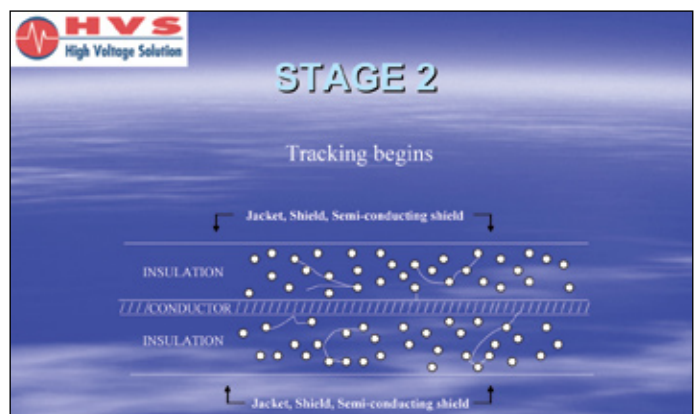 HVS
High Voltage Solution
STAGE 2
Tracking begins
Jacket, Shield, Semi-conducting shield
INSULATION
CONDUCTOR
INSULATION
Jacket, Shield, Semi-conducting shield